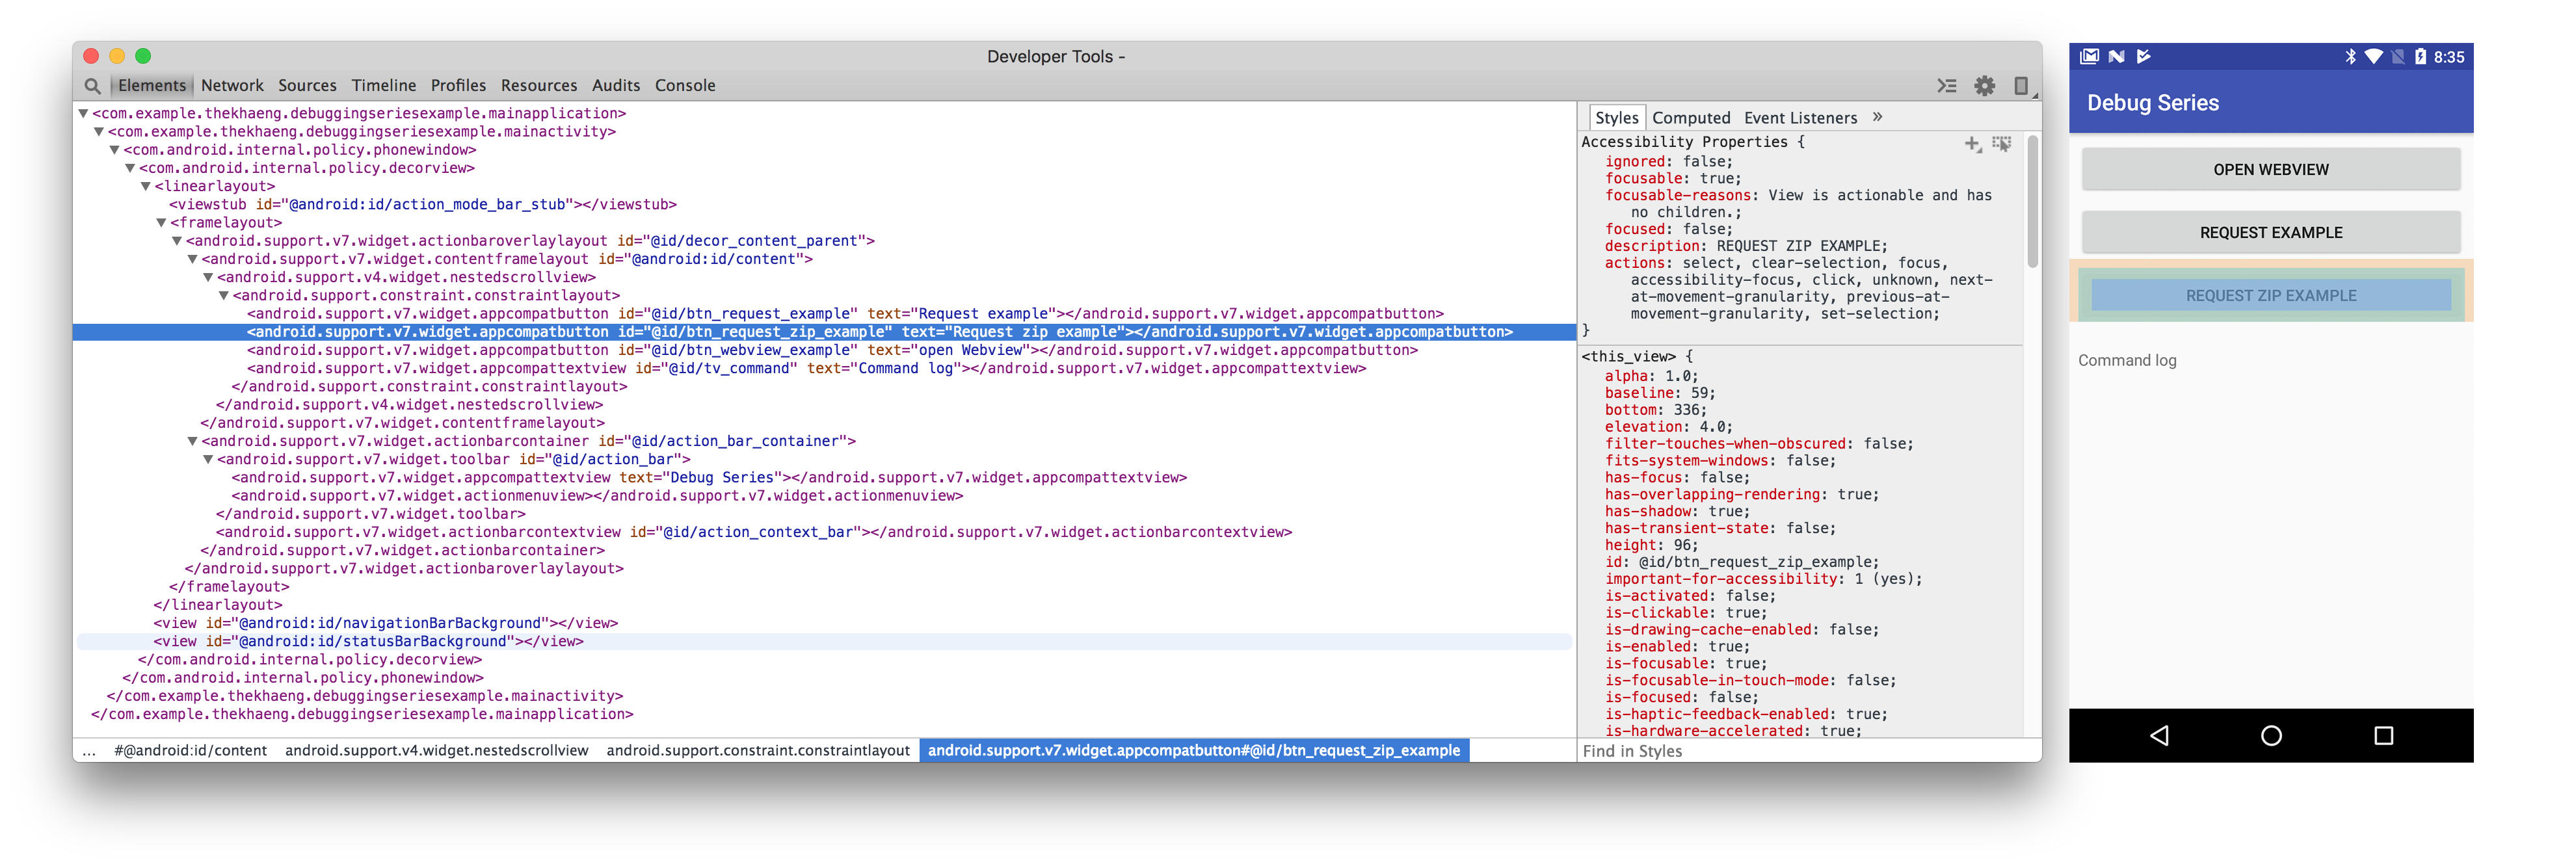 Developer Tools -
Elements Network Sources Timeline Profiles Resources Audits Console
<com.example.thekhaeng.debuggingseriesexample.mainapplication>
<com.example.thekhaeng.debuggingseriesexample.mainactivity>
<com.android.internal.policy.phonewindow>
<com.android.internal.policy.decorview>
<linearlayout>
<viewstub id="@android:id/action_mode_bar_stub"></viewstub>
<framelayout>
<android.support.v7.widget.actionbaroverlaylayout id="@id/decor_content_parent">
<android.support.v7.widget.contentframelayout id="@android:id/content">
<android.support.v4.widget.nestedscrollview>
<android.support.constraint.constraintlayout>
<android.support.v7.widget.appcompatbutton id="@id/btn_request_example" text="Request example"></android.support.v7.widget.appcompatbutton>
<android.support.v7.widget.appcompatbutton id="@id/btn_request_zip_example" text="Request zip example"></android.support.v7.widget.appcompatbutton>
<android.support.v7.widget.appcompatbutton id="@id/btn_webview_example" text="open Webview"></android.support.v7.widget.appcompatbutton>
<android.support.v7.widget.appcompattextview id="@id/tv_command" text="Command log"></android.support.v7.widget.appcompattextview>
</android.support.constraint.constraintlayout>
</android.support.v4.widget.nestedscrollview>
</android.support.v7.widget.contentframelayout>
<android.support.v7.widget.actionbarcontainer id="@id/action_bar_container">
<android.support.v7.widget.toolbar id="@id/action_bar">
<android.support.v7.widget.appcompattextview text="Debug Series"></android.support.v7.widget.appcompattextview>
<android.support.v7.widget.actionmenuview></android.support.v7.widget.actionmenuview>
</android.support.v7.widget.toolbar>
<android.support.v7.widget.actionbarcontextview id="@id/action_context_bar"></android.support.v7.widget.actionbarcontextview>
</android.support.v7.widget.actionbarcontainer>
</android.support.v7.widget.actionbaroverlaylayout>
</framelayout>
</linearlayout>
<view id="@android:id/navigationBarBackground"></view>
<view id="@android:id/statusBarBackground"></view>
</com.android.internal.policy.decorview>
</com.android.internal.policy.phonewindow>
</com.example.thekhaeng.debuggingseriesexample.mainactivity>
</com.example.thekhaeng.debuggingseriesexample.mainapplication>
... #@android:id/content android.support.v4.widget.nestedscrollview android.support.constraint.constraintlayout android.support.v7.widget.appcompatbutton#@id/btn_request_zip_example
Styles Computed Event Listeners »
Accessibility Properties {
ignored: false;
focusable: true;
focusable-reasons: View is actionable and has
no children.;
focused: false;
description: REQUEST ZIP EXAMPLE;
actions: select, clear-selection, focus,
accessibility-focus, click, unknown, next-
at-movement-granularity, previous-at-
movement-granularity, set-selection;
}
<this_view> {
alpha: 1.0;
baseline: 59;
bottom: 336;
elevation: 4.0;
filter-touches-when-obscured: false;
fits-system-windows: false;
has-focus: false;
has-overlapping-rendering: true;
has-shadow: true;
has-transient-state: false;
height: 96;
id: @id/btn_request_zip_example;
important-for-accessibility: 1 (yes);
is-activated: false;
is-clickable: true;
is-drawing-cache-enabled: false;
is-enabled: true;
is-focusable: true;
is-focusable-in-touch-mode: false;
is-focused: false;
is-haptic-feedback-enabled: true;
is-hardware-accelerated: true;
Find in Styles
8:35
Debug Series
OPEN WEBVIEW
REQUEST EXAMPLE
REQUEST ZIP EXAMPLE
Command log